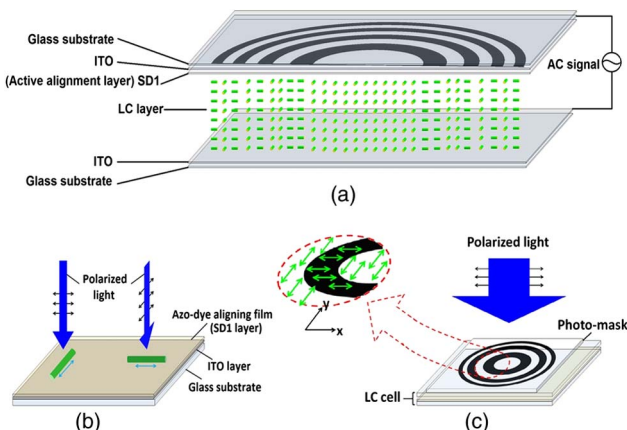 Glass substrate
ITO
(Active alignment layer) SD1
LC layer
ITO
Glass substrate
AC signal
(a)
Polarized
light
Azo-dye aligning film
(SD1 layer)
ITO layer
Glass substrate
(b)
y
x
Polarized
light
Photo-mask
LC cell
(c)